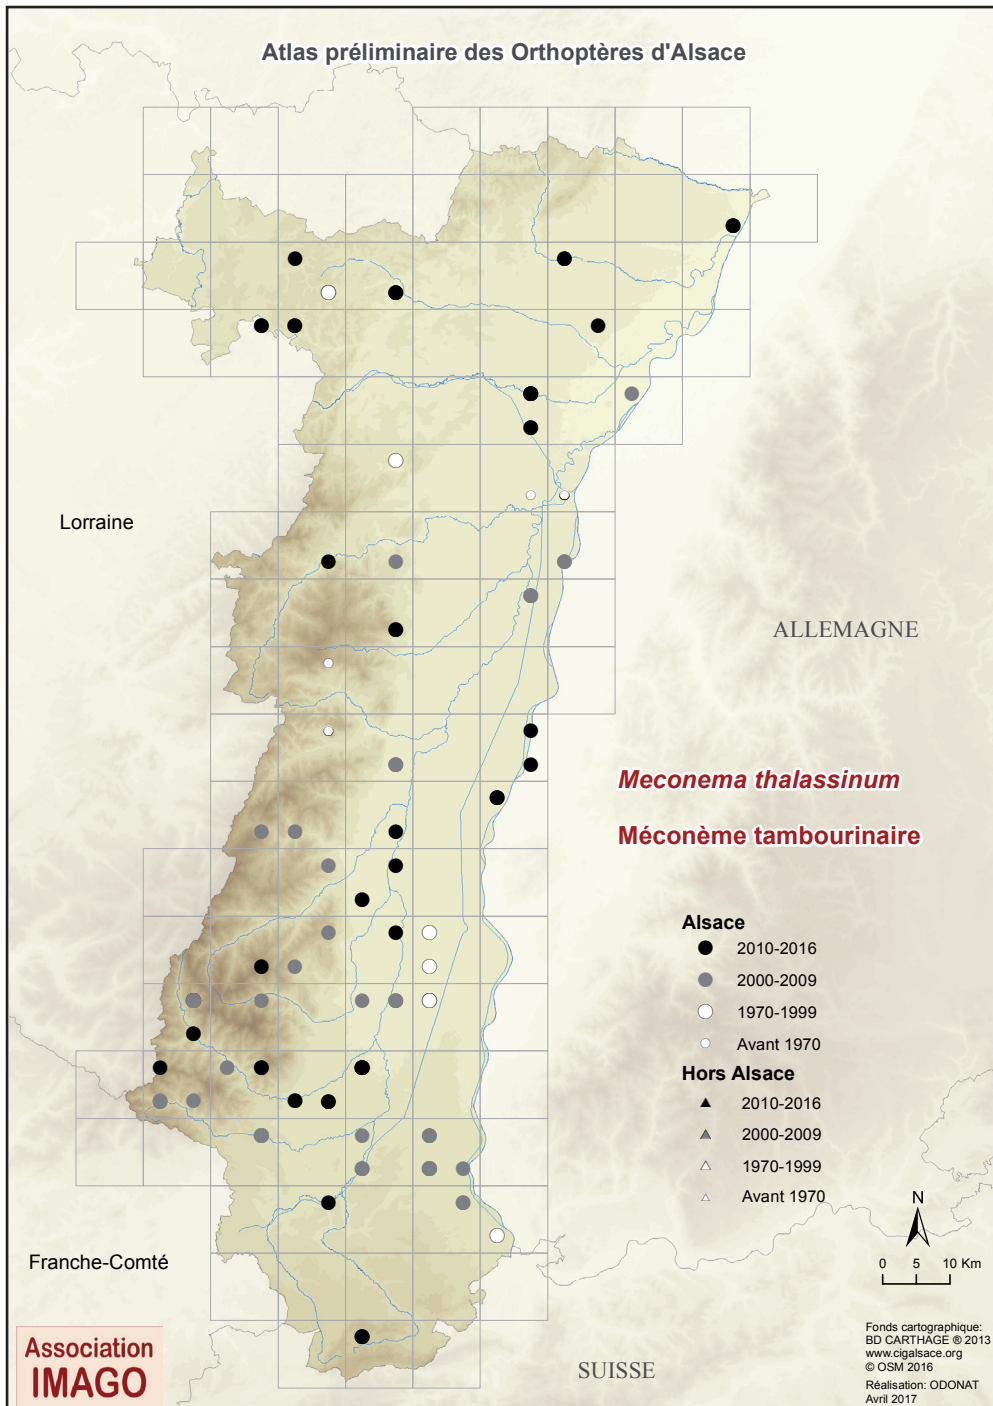 Atlas préliminaire des Orthoptères d'Alsace
Lorraine
ALLEMAGNE
Meconema thalassinum
Méconème tambourinaire
Alsace
2010-2016
2000-2009
1970-1999
Avant 1970
Hors Alsace
2010-2016
2000-2009
1970-1999
Avant 1970
N
0 5 10 Km
Franche-Comté
SUISSE
Association
IMAGO
Fonds cartographique:
BD CARTHAGE ® 2013
www.cigalsace.org
© OSM 2016
Réalisation: ODONAT
Avril 2017